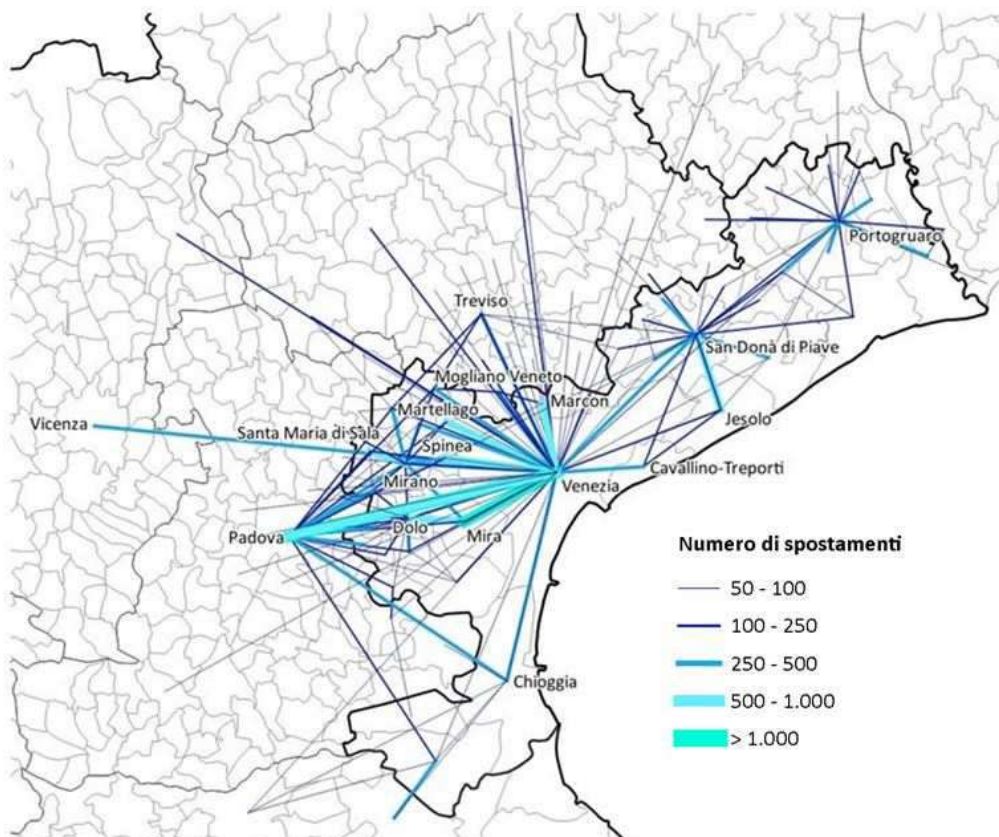 Portogruaro
Treviso
San Donà di Piave
Mogliano Veneto
Marcon
Martellago
Jesolo
Vicenza
Santa Maria di Sala
Spinea
Cavallino-Treporti
Mirano
Venezia
Dolo
Mira
Padova
Chioggia
Numero di spostamenti
50 - 100
100 - 250
250 - 500
500 - 1.000
> 1.000